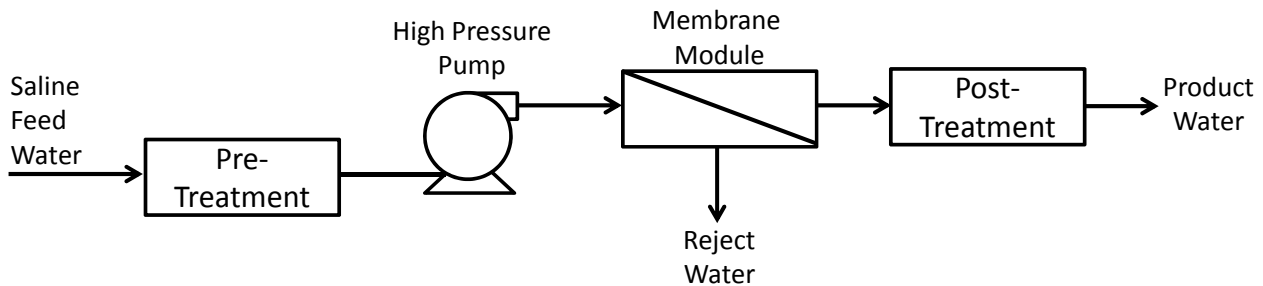 Saline
Feed
Water
Pre-
Treatment
High Pressure
Pump
Membrane
Module
Reject
Water
Post-
Treatment
Product
Water